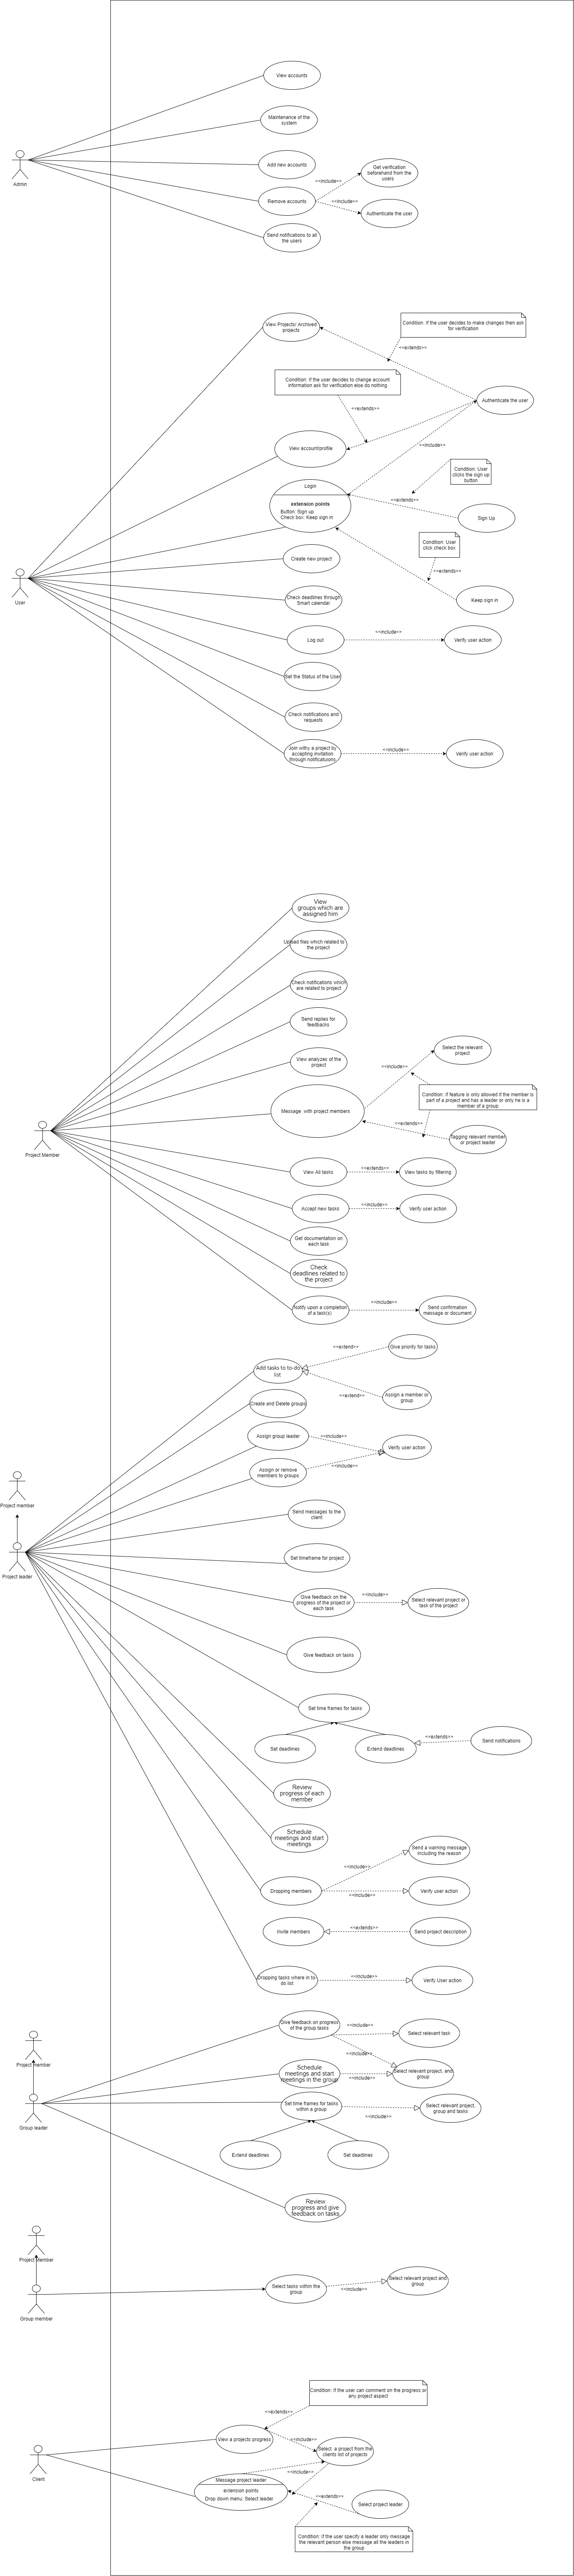 View accounts
Maintenance of the
system
Admin
Add new accounts
Get verification
beforehand from the
users
<<include>>
Remove accounts
<<include>>
Authenticate the user
Send notifications to all
the users
View Projects/ Archived
projects
Condition: If the user decides to make changes then ask
for verification
<<extends>>
Condition: If the user decides to change account
information ask for verification else do nothing
Authenticate the user
<<extends>>
View account/profile
<<include>>
Condition: User
clicks the sign up
button
Login
extension points
Button: Sign up
Check box: Keep sign in
<<extends>>
Sign Up
Condition: User
click check box
Create new project
<<extends>>
User
Check deadlines through
Smart calendar
Keep sign in
Log out
<<include>>
Verify user action
Set the Status of the User
Check notifications and
requests
Join withy a project by
accepting invitation
through notificatuions
<<include>>
Verify user action
View
groups which are
assigned him
Upload files which related to
the project
Check notifications which
are related to project
Send replies for
feedbacks
View analyzes of the
project
<<include>>
Select the relevant
project
Condition: If feature is only allowed if the member is
part of a project and has a leader or only he is a
member of a group
Message  with project members
<<extends>>
Tagging relevant member
or project leader
Project Member
View All tasks
<<extends>>
View tasks by filtering
Accept new tasks
<<include>>
Verify user action
Get documentation on
each task
Check
deadlines related to
the project
Notify upon a completion
of a task(s)
<<include>>
Send confirmation
message or document
<<extend>>
Give priority for tasks
Add tasks to to-do
list
<<extend>>
Assign a member or
group
Create and Delete groups
Assign group leader
<<include>>
Verify user action
Assign or remove
members to groups
<<include>>
Project member
Send messages to the
client
Set timeframe for project
Project leader
Give feedback on the
progress of the project or
each task
<<include>>
Select relevant project or
task of the project
Give feedback on tasks
Set time frames for tasks
Set deadlines
Extend deadlines
<<extends>>
Send notifications
Review
progress of each
member
Schedule
meetings and start
meetings
<<include>>
Send a warning message
including the reason
Dropping members
<<include>>
Verify user action
Invite members
<<extends>>
Send project description
Dropping tasks where in to-
do list
<<include>>
Verify User action
Give feedback on progress
of the group tasks
<<include>>
Select relevant task
Project member
<<include>>
Schedule
meetings and start
meetings in the group
<<include>>
Select relevant project, and
group
Group leader
Set time frames for tasks
within a group
<<include>>
Select relevant project,
group and tasks
Extend deadlines
Set deadlines
Review
progress and give
feedback on tasks
Project Member
Select tasks within the
group
<<include>>
Select relevant project and
group
Group member
Condition: If the user can comment on the progress or
any project aspect
<<extends>>
View a projects progress
<<include>>
Select  a project from the
clients list of projects
Client
Message project leader
extension points
Drop down menu: Select leader
<<include>>
<<extends>>
Select project leader
Condition: If the user specify a leader only message
the relevant person else message all the leaders in
the group